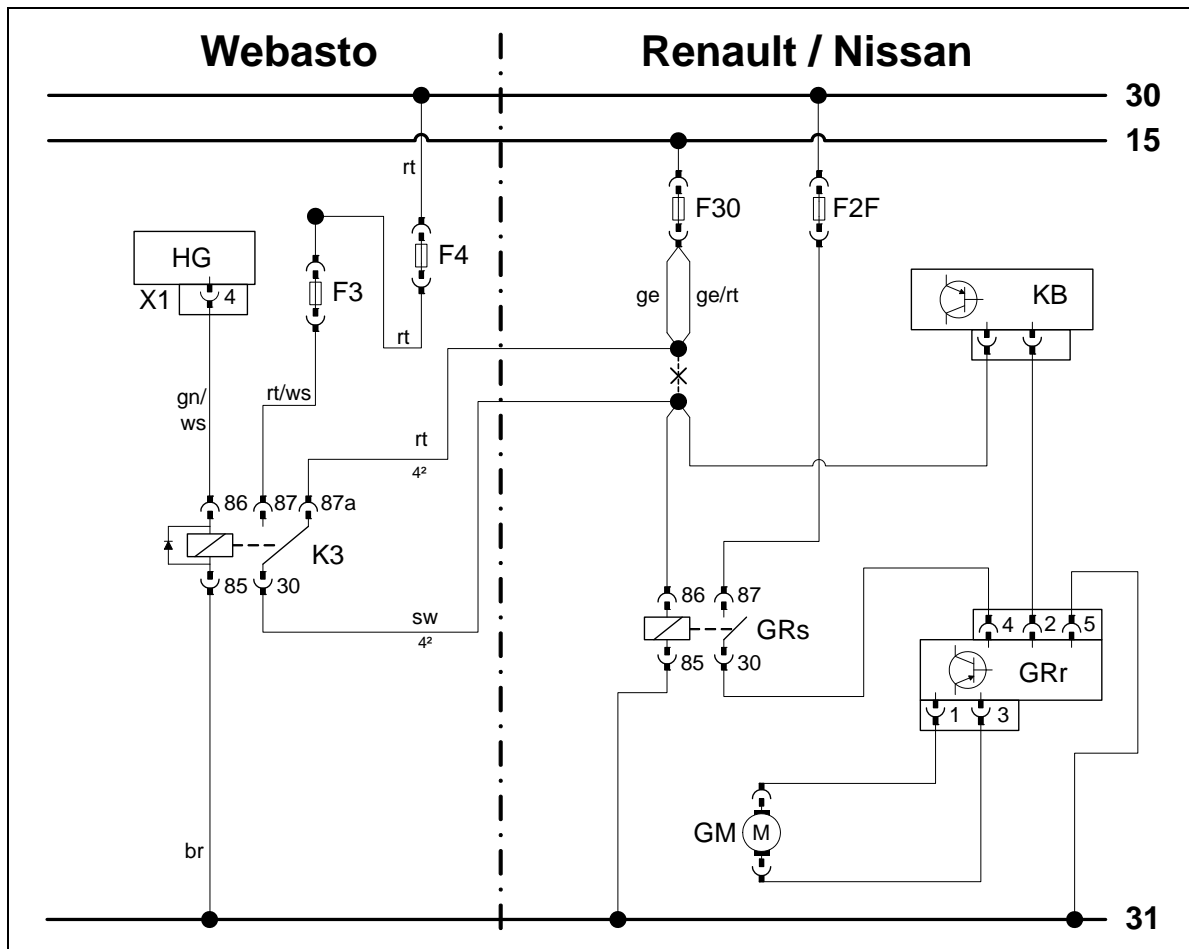 Webasto Renault / Nissan
30
15
rt
F30 F2F
HG
F4
X1 4
F3
ge ge/rt
KB
rt
gn/
ws
rt/ws
rt
4²
86 87 87a
K3
85 30
sw
4²
86 87
GRs
85 30
4 2 5
GRr
1 3
GM M
br
31